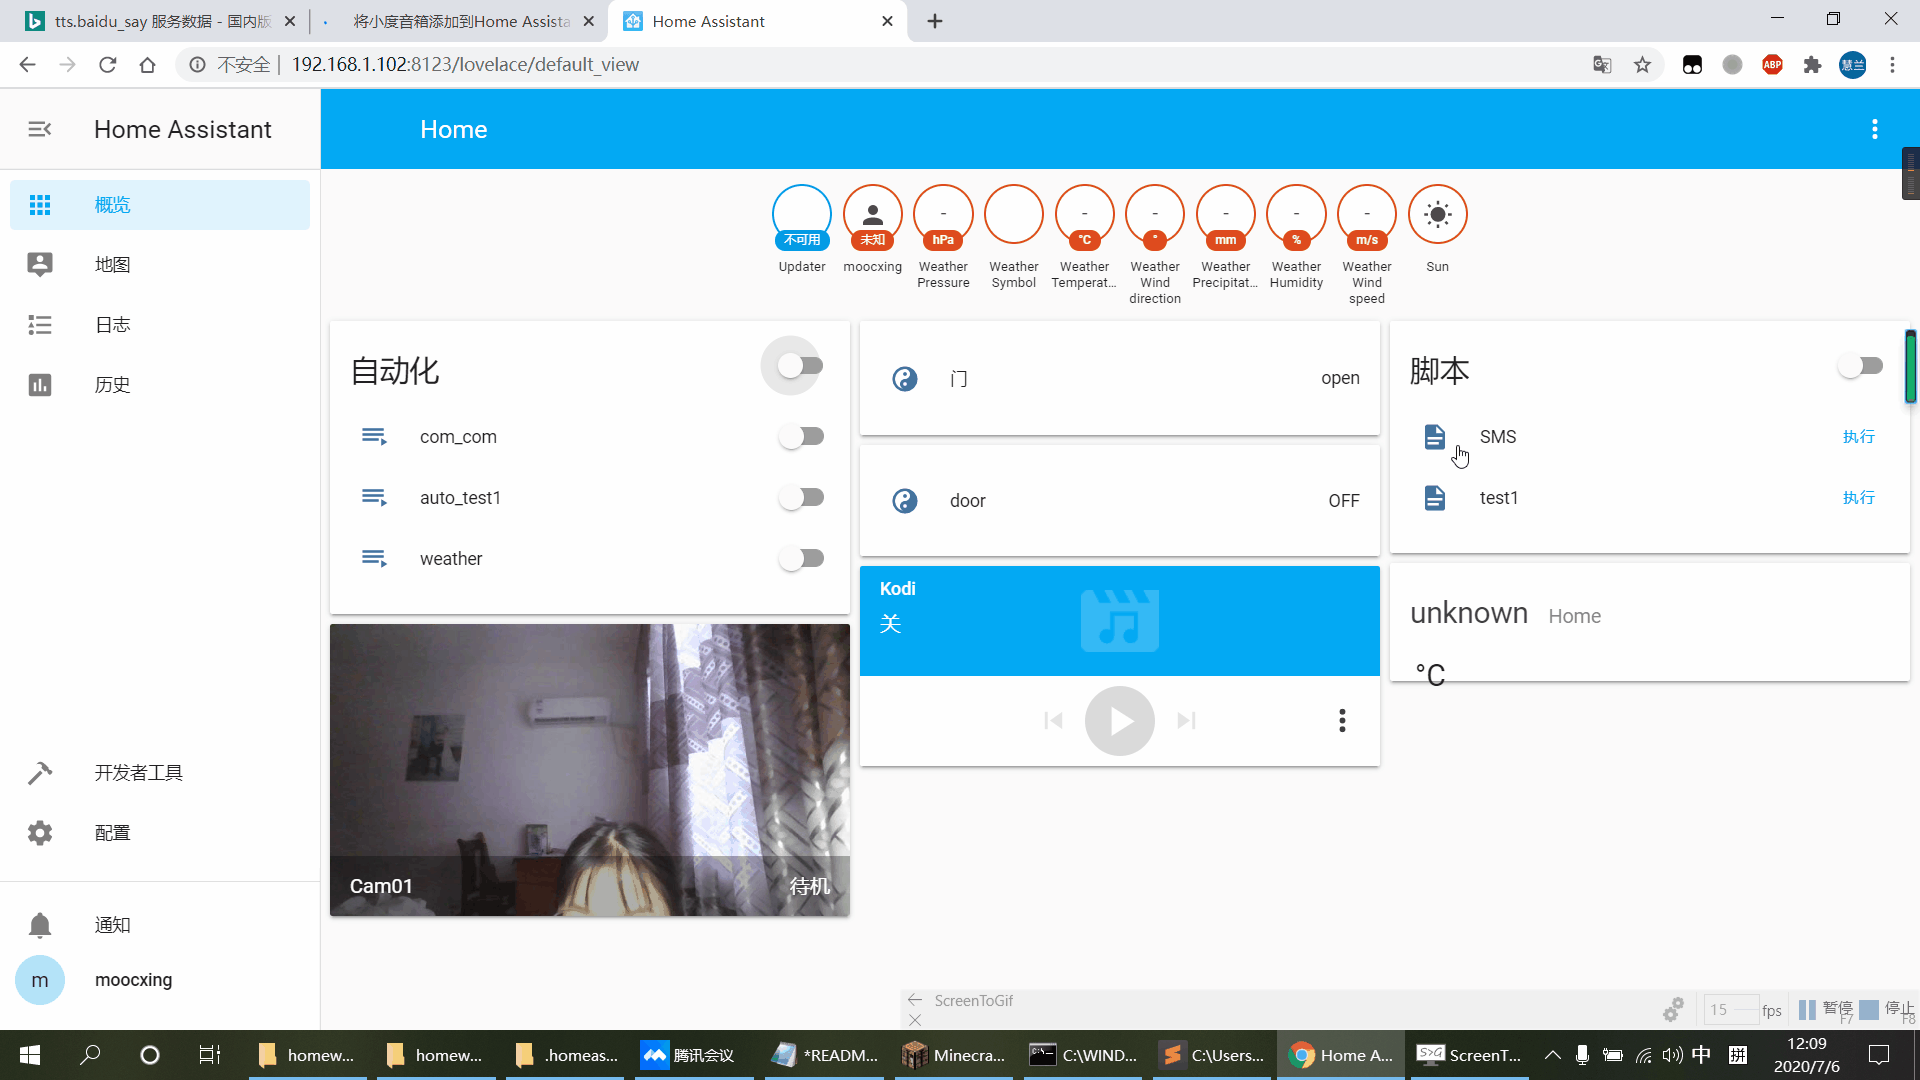 tts.baidu_say 服务数据 - 国内版
将小度音箱添加到Home Assista
Home Assistant
不安全 192.168.1.102:8123/lovelace/default_view
ABP
慧兰
Home Assistant
Home
概览
地图
日志
历史
开发者工具
配置
通知
m moocxing
不可用 未知 - hPa - °C - ° - mm - % - m/s
Updater
moocxing
Weather Pressure
Weather Symbol
Weather Temperat...
Weather Wind direction
Weather Precipitat...
Weather Humidity
Weather Wind speed
Sun
自动化
com_com
auto_test1
weather
Cam01 待机
门 open
door OFF
Kodi
关
脚本
SMS 执行
test1 执行
unknown Home
°C
ScreenToGif
15 fps 暂停 F7 停止 F8
homew...
homew...
.homeas...
腾讯会议
*READM...
Minecra...
C:\WIND...
C:\Users...
Home A...
S>G ScreenT...
中
拼
12:09
2020/7/6